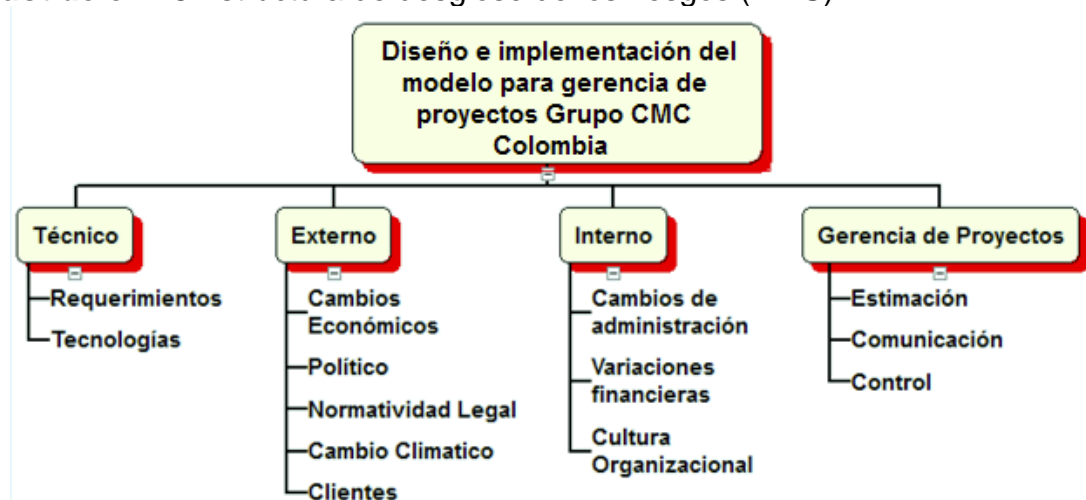 Diseño e implementación del
modelo para gerencia de
proyectos Grupo CMC
Colombia
Técnico
Requerimientos
Tecnologías
Externo
Cambios
Económicos
Político
Normatividad Legal
Cambio Climatico
Clientes
Interno
Cambios de
administración
Variaciones
financieras
Cultura
Organizacional
Gerencia de Proyectos
Estimación
Comunicación
Control